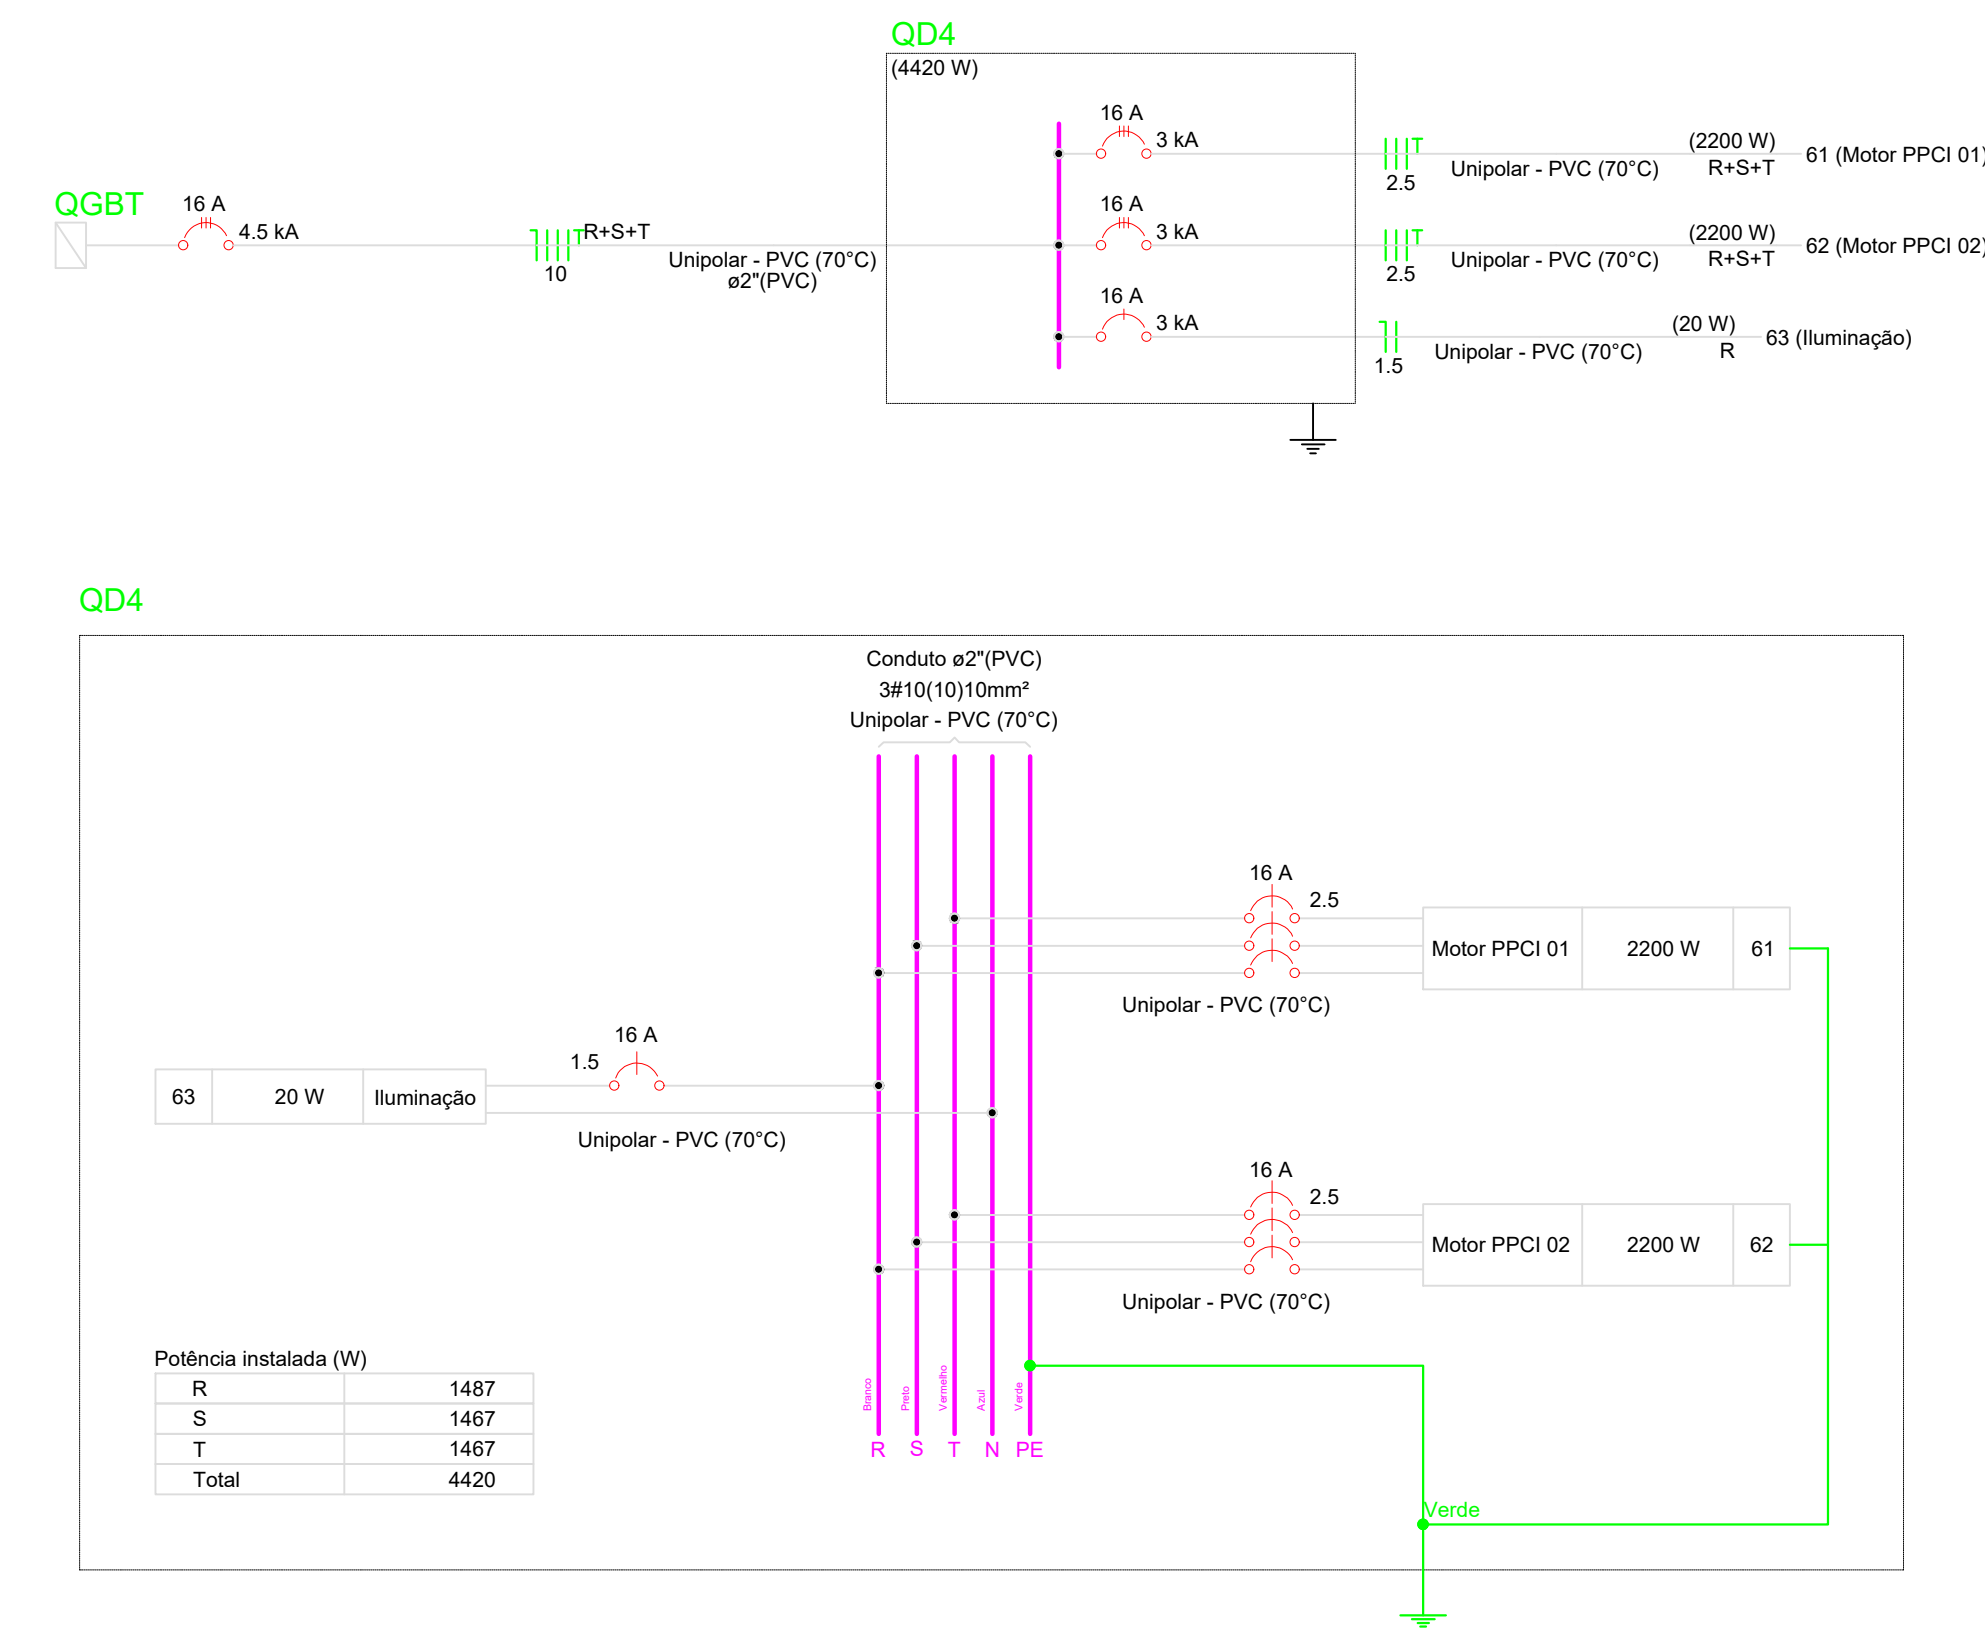 QD4
(4420 W)
16 A
3 kA
2.5
Unipolar - PVC (70°C)
(2200 W)
R+S+T
61 (Motor PPCI 01)
QGBT
16 A
4.5 kA
10
R+S+T
Unipolar - PVC (70°C)
ø2"(PVC)
16 A
3 kA
2.5
Unipolar - PVC (70°C)
(2200 W)
R+S+T
62 (Motor PPCI 02)
16 A
3 kA
1.5
Unipolar - PVC (70°C)
(20 W)
R
63 (Iluminação)
QD4
Conduto ø2"(PVC)
3#10(10)10mm²
Unipolar - PVC (70°C)
16 A
2.5
Motor PPCI 01 2200 W 61
Unipolar - PVC (70°C)
16 A
1.5
63 20 W Iluminação
Unipolar - PVC (70°C)
16 A
2.5
Motor PPCI 02 2200 W 62
Unipolar - PVC (70°C)
Potência instalada (W)
R 1487
S 1467
T 1467
Total 4420
Branco
Preto
Vermelho
Azul
Verde
R S T N PE
Verde